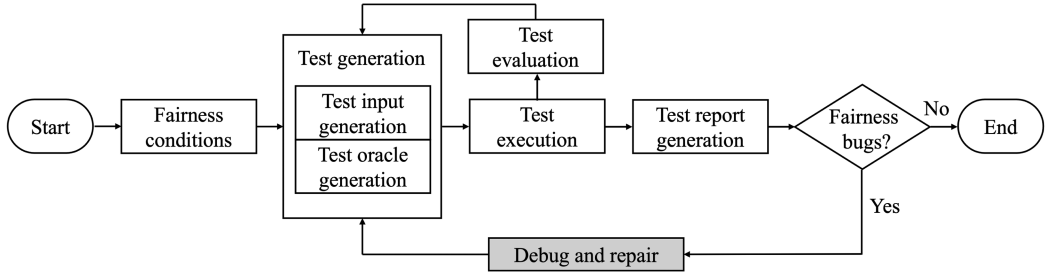 Start
Fairness
conditions
Test generation
Test input
generation
Test oracle
generation
Test
evaluation
Test
execution
Test report
generation
Fairness
bugs?
No
End
Yes
Debug and repair